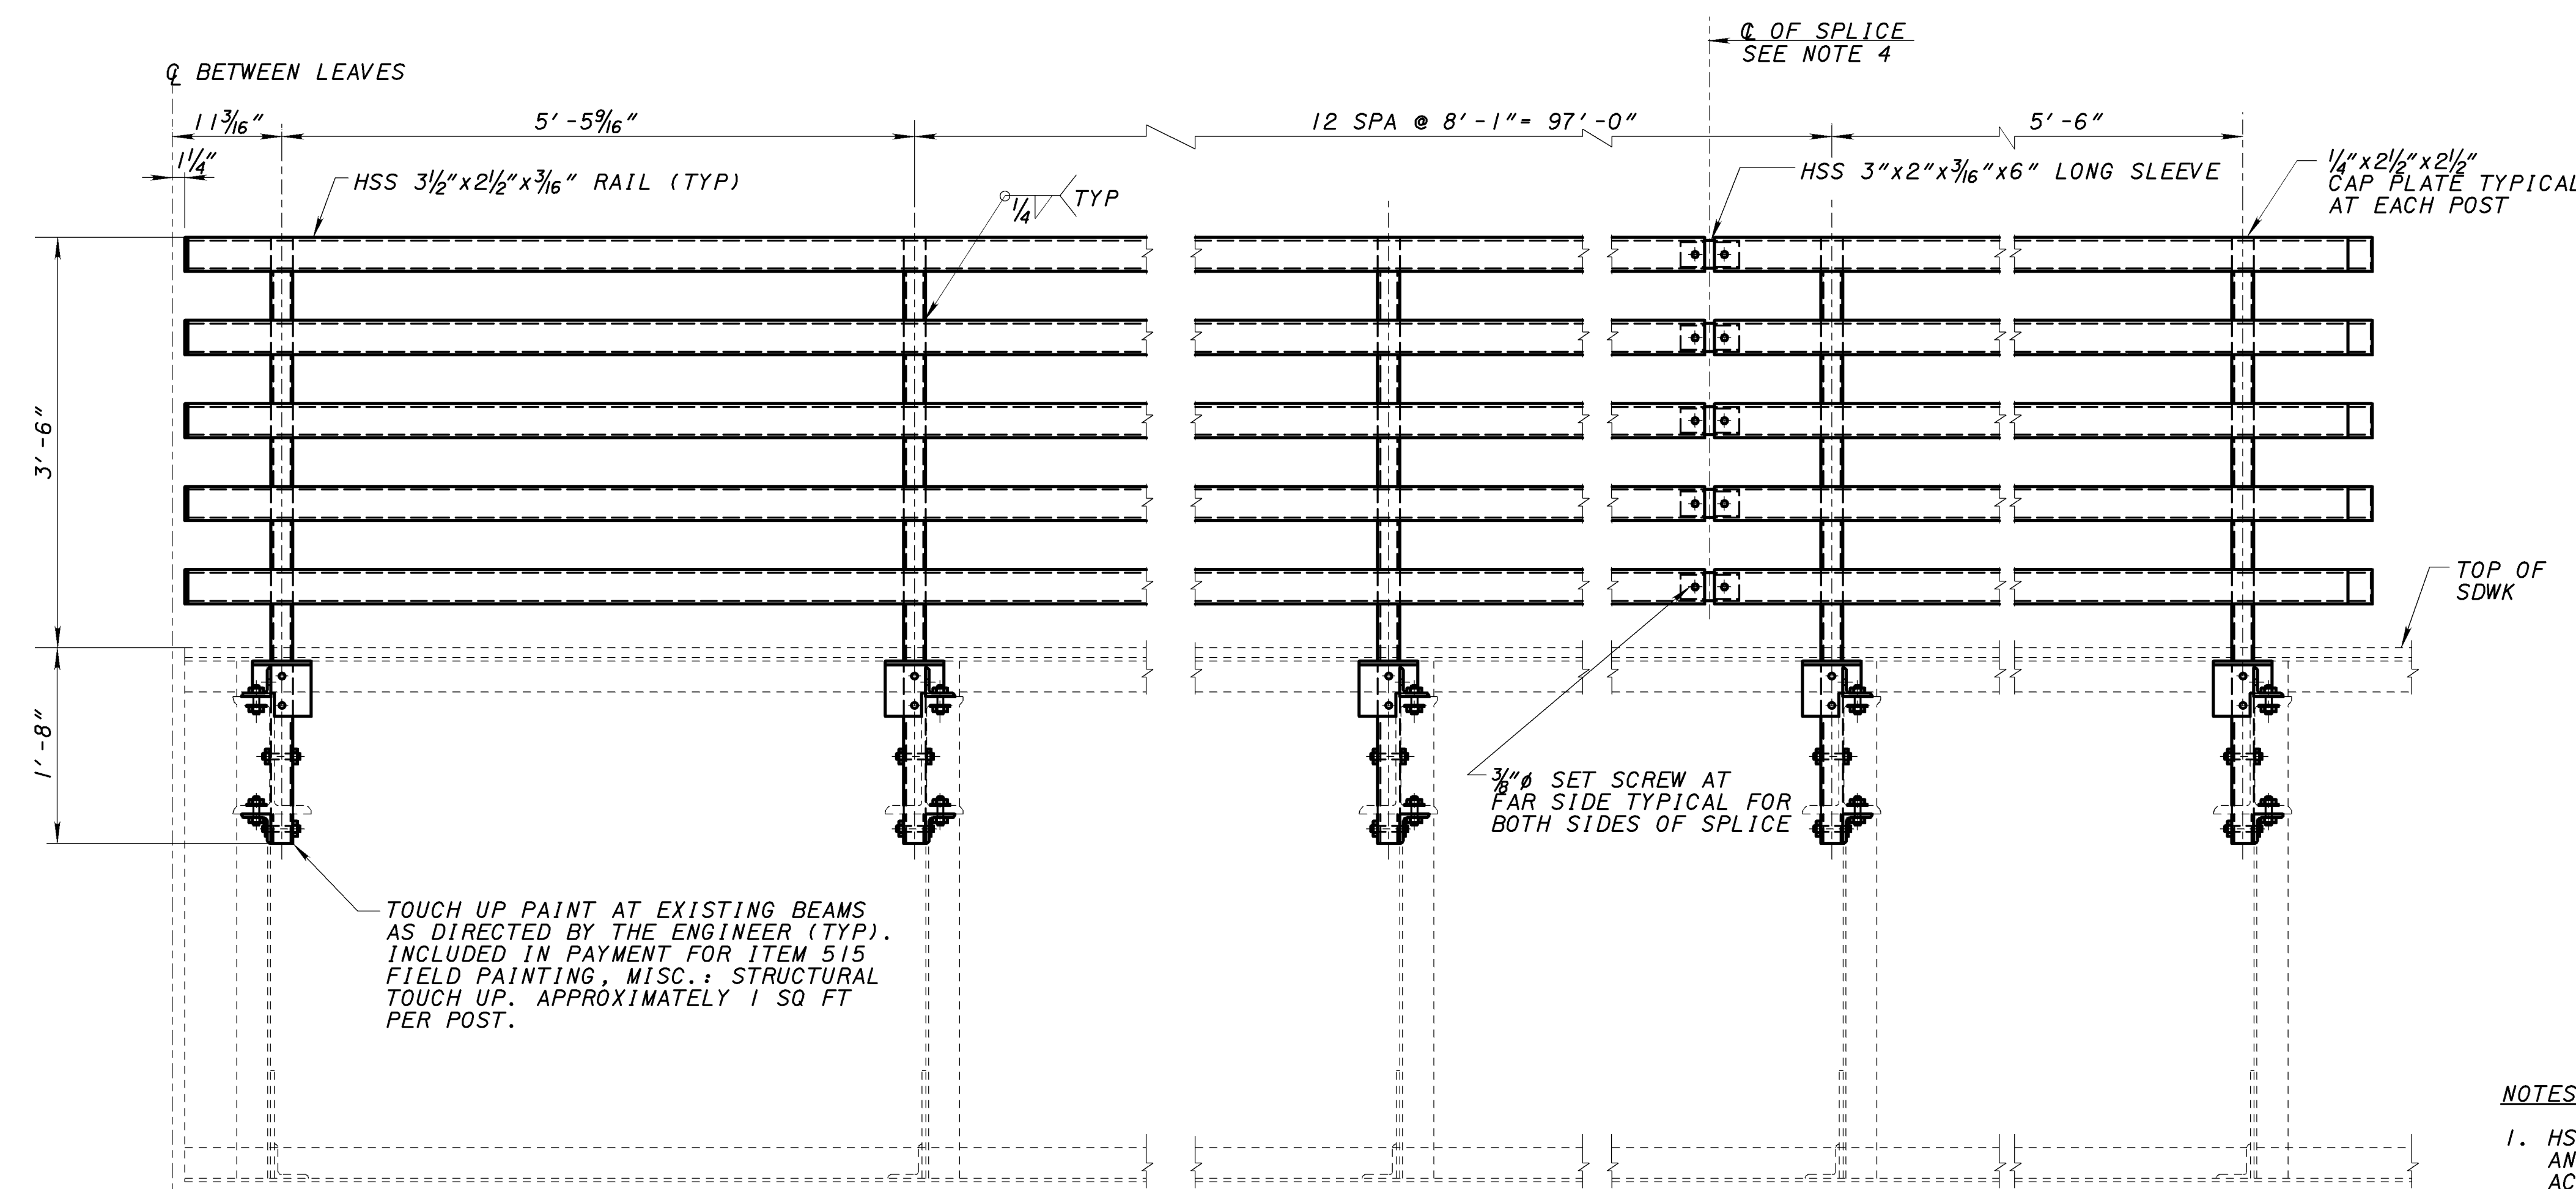 ℄ OF SPLICE
SEE NOTE 4
℄ BETWEEN LEAVES
11 3/16"
5'-5 9/16"
12 SPA @ 8'-1"= 97'-0"
5'-6"
1 1/4"
HSS 3 1/2"x2 1/2"x3/16" RAIL (TYP)
1/4
TYP
HSS 3"x2"x3/16"x6" LONG SLEEVE
1/4"x2 1/2"x2 1/2"
CAP PLATE TYPICAL
AT EACH POST
3'-6"
TOP OF
SDWK
1'-8"
3/8"ø SET SCREW AT
FAR SIDE TYPICAL FOR
BOTH SIDES OF SPLICE
TOUCH UP PAINT AT EXISTING BEAMS
AS DIRECTED BY THE ENGINEER (TYP).
INCLUDED IN PAYMENT FOR ITEM 515
FIELD PAINTING, MISC.: STRUCTURAL
TOUCH UP. APPROXIMATELY 1 SQ FT
PER POST.
NOTES
1. HS
AN
AC